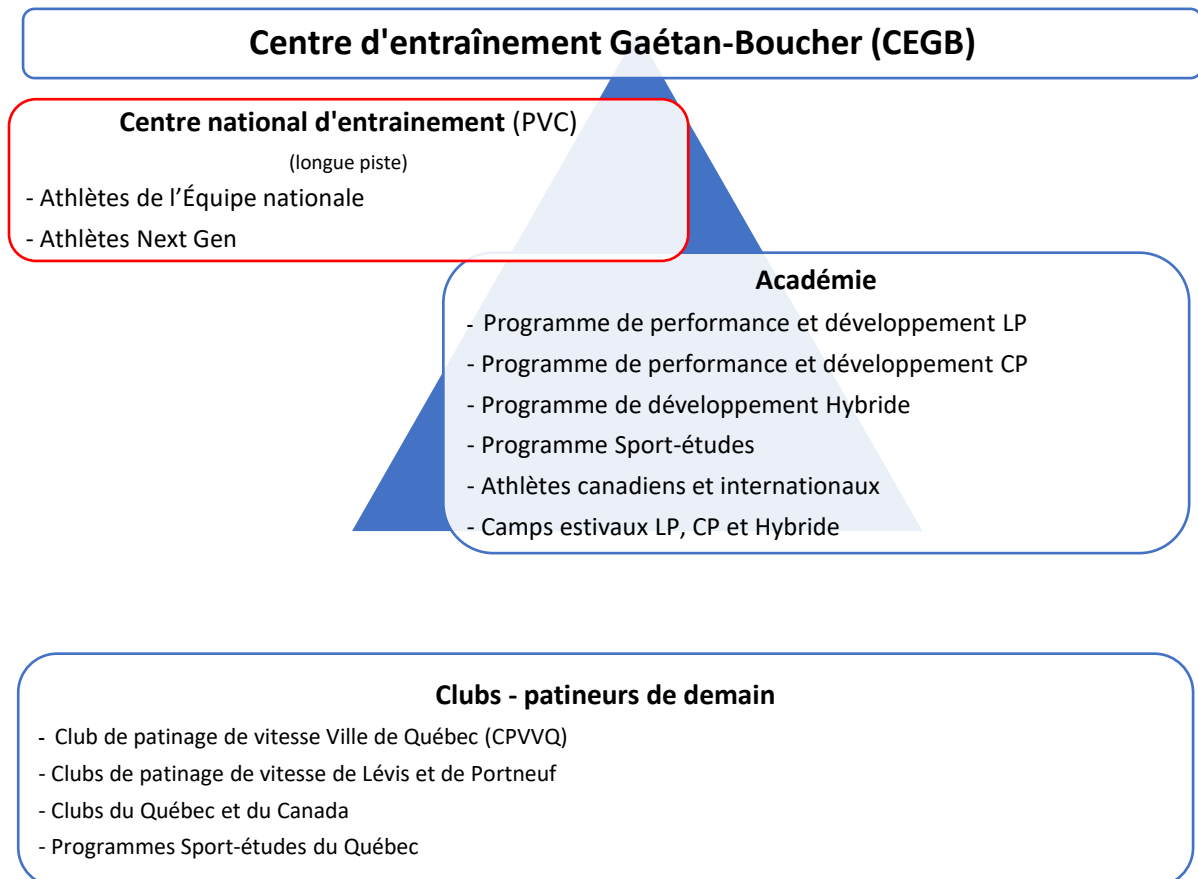 Centre d'entraînement Gaétan-Boucher (CEGB)
Centre national d'entrainement (PVC)
(longue piste)
- Athlètes de l’Équipe nationale
- Athlètes Next Gen
Académie
- Programme de performance et développement LP
- Programme de performance et développement CP
- Programme de développement Hybride
- Programme Sport-études
- Athlètes canadiens et internationaux
- Camps estivaux LP, CP et Hybride
Clubs - patineurs de demain
- Club de patinage de vitesse Ville de Québec (CPVVQ)
- Clubs de patinage de vitesse de Lévis et de Portneuf
- Clubs du Québec et du Canada
- Programmes Sport-études du Québec